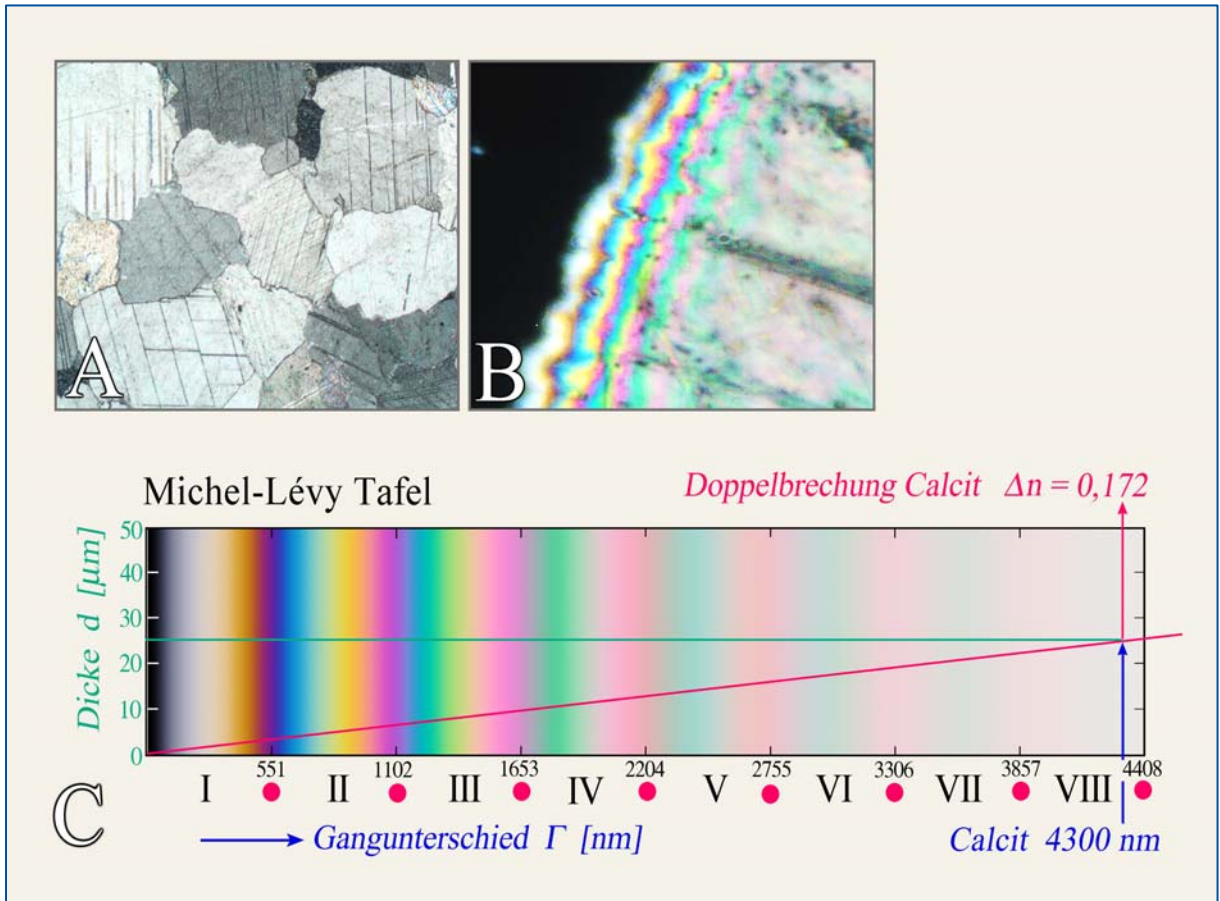 A
B
Michel-Lévy Tafel
Doppelbrechung Calcit Δn = 0,172
Dicke d [μm]
50
40
30
20
10
0
551 1102 1653 2204 2755 3306 3857 4408
I II III IV V VI VII VIII
C
Gangunterschied Γ [nm]
Calcit 4300 nm